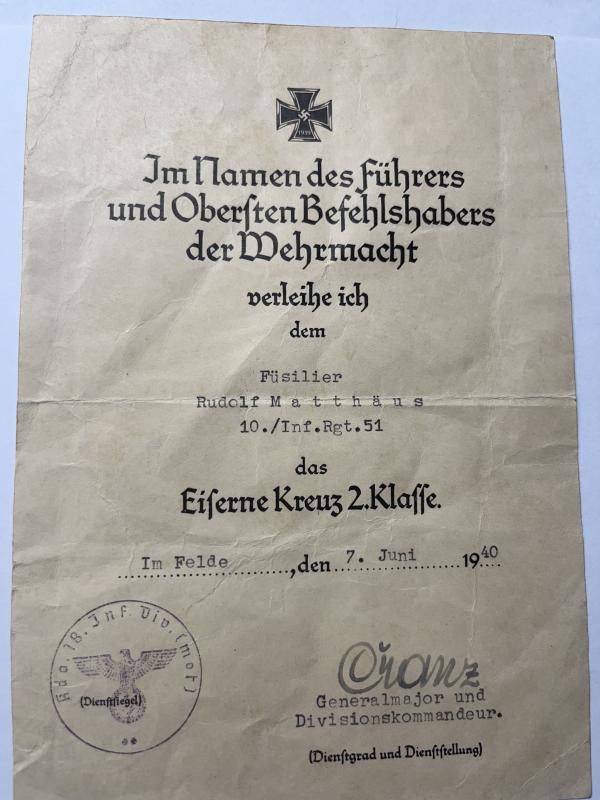 1939
Im Namen des Führers
und Oberſten Befehlshabers
der Wehrmacht
verleihe ich
dem
Füsilier
Rudolf M a t t h ä u s
10./Inf.Rgt.51
das
Eiſerne Kreuz 2.Klaſſe.
Im Felde, den 7. Juni 1940
Kdo. 18. Inf. Div. (mot)
(Dienſtſiegel)
Cranz
Generalmajor und
Divisionskommandeur.
(Dienſtgrad und Dienſtſtellung)